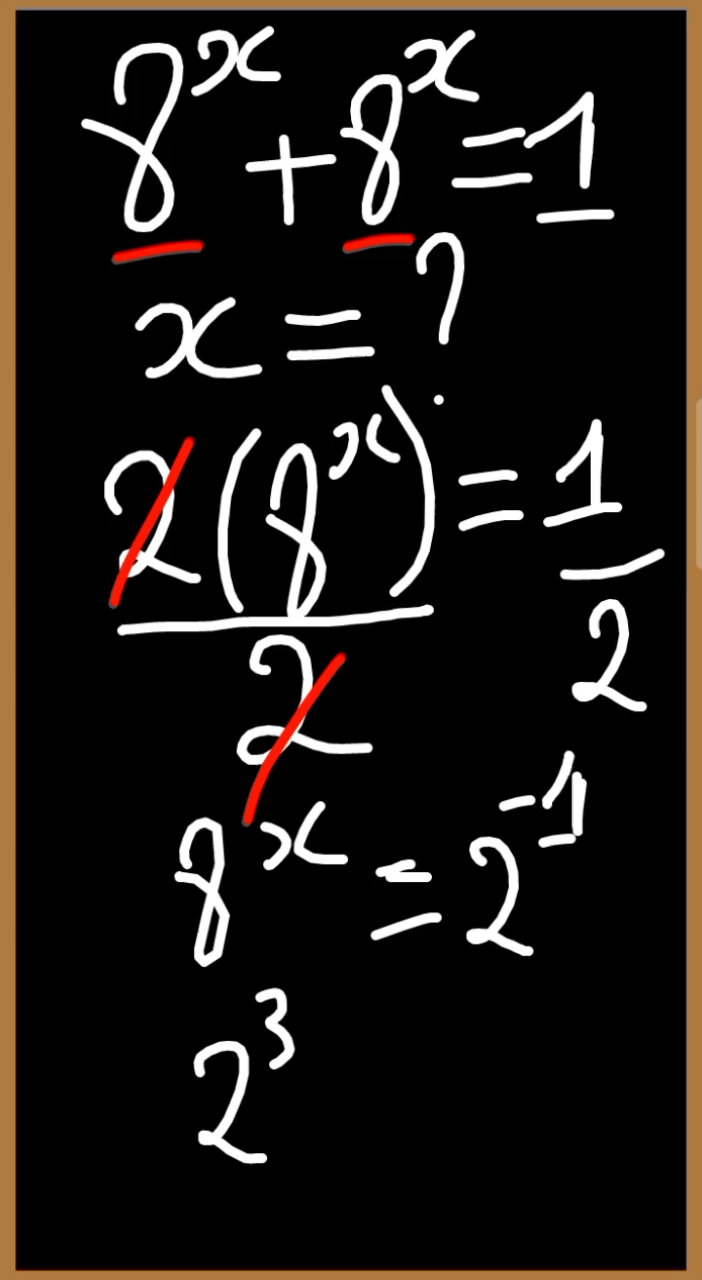 8^x + 8^x = 1
x = ?
2(8^x)/2 = 1/2
8^x = 2^-1
2^3